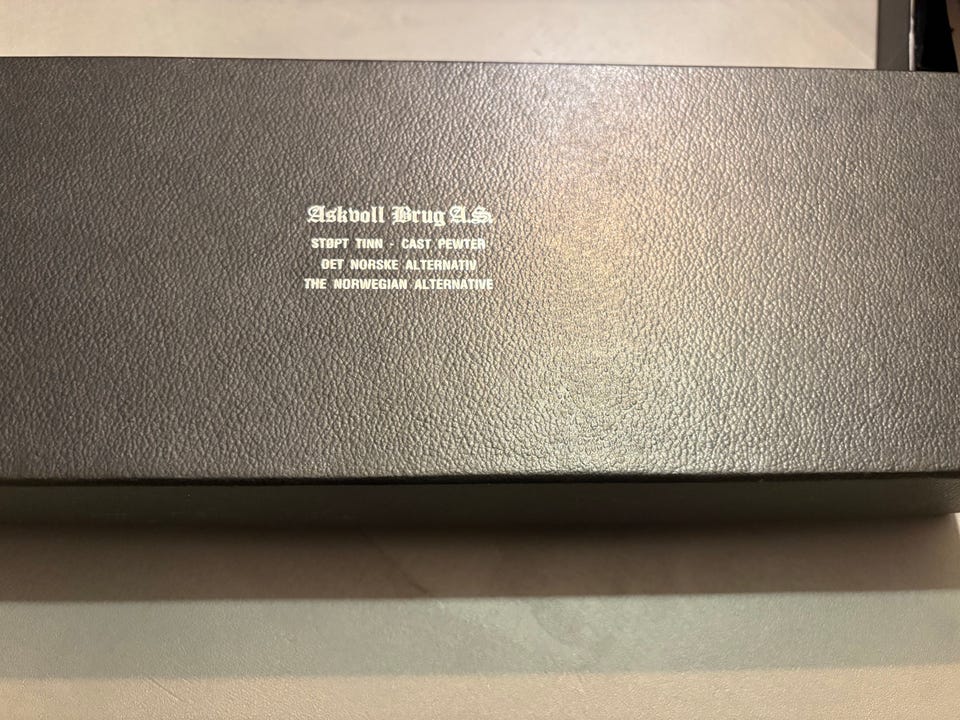 Askvoll Brug A.S.
STØPT TINN - CAST PEWTER
DET NORSKE ALTERNATIV
THE NORWEGIAN ALTERNATIVE